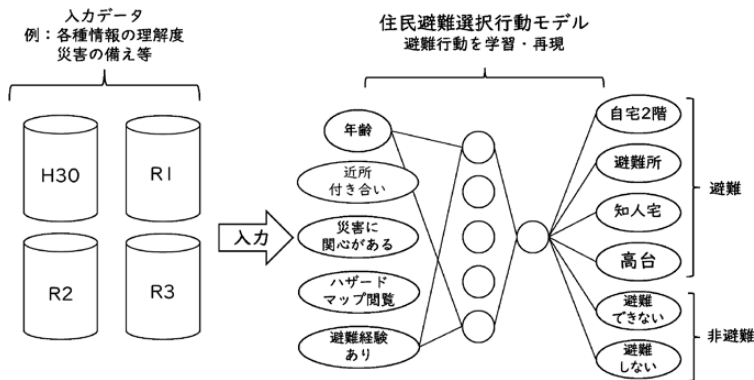 入力データ
例：各種情報の理解度
災害の備え等
H30
R1
R2
R3
入力
住民避難選択行動モデル
避難行動を学習・再現
年齢
近所
付き合い
災害に
関心がある
ハザード
マップ閲覧
避難経験
あり
自宅2階
避難所
知人宅
高台
避難
できない
避難
しない
避難
非避難